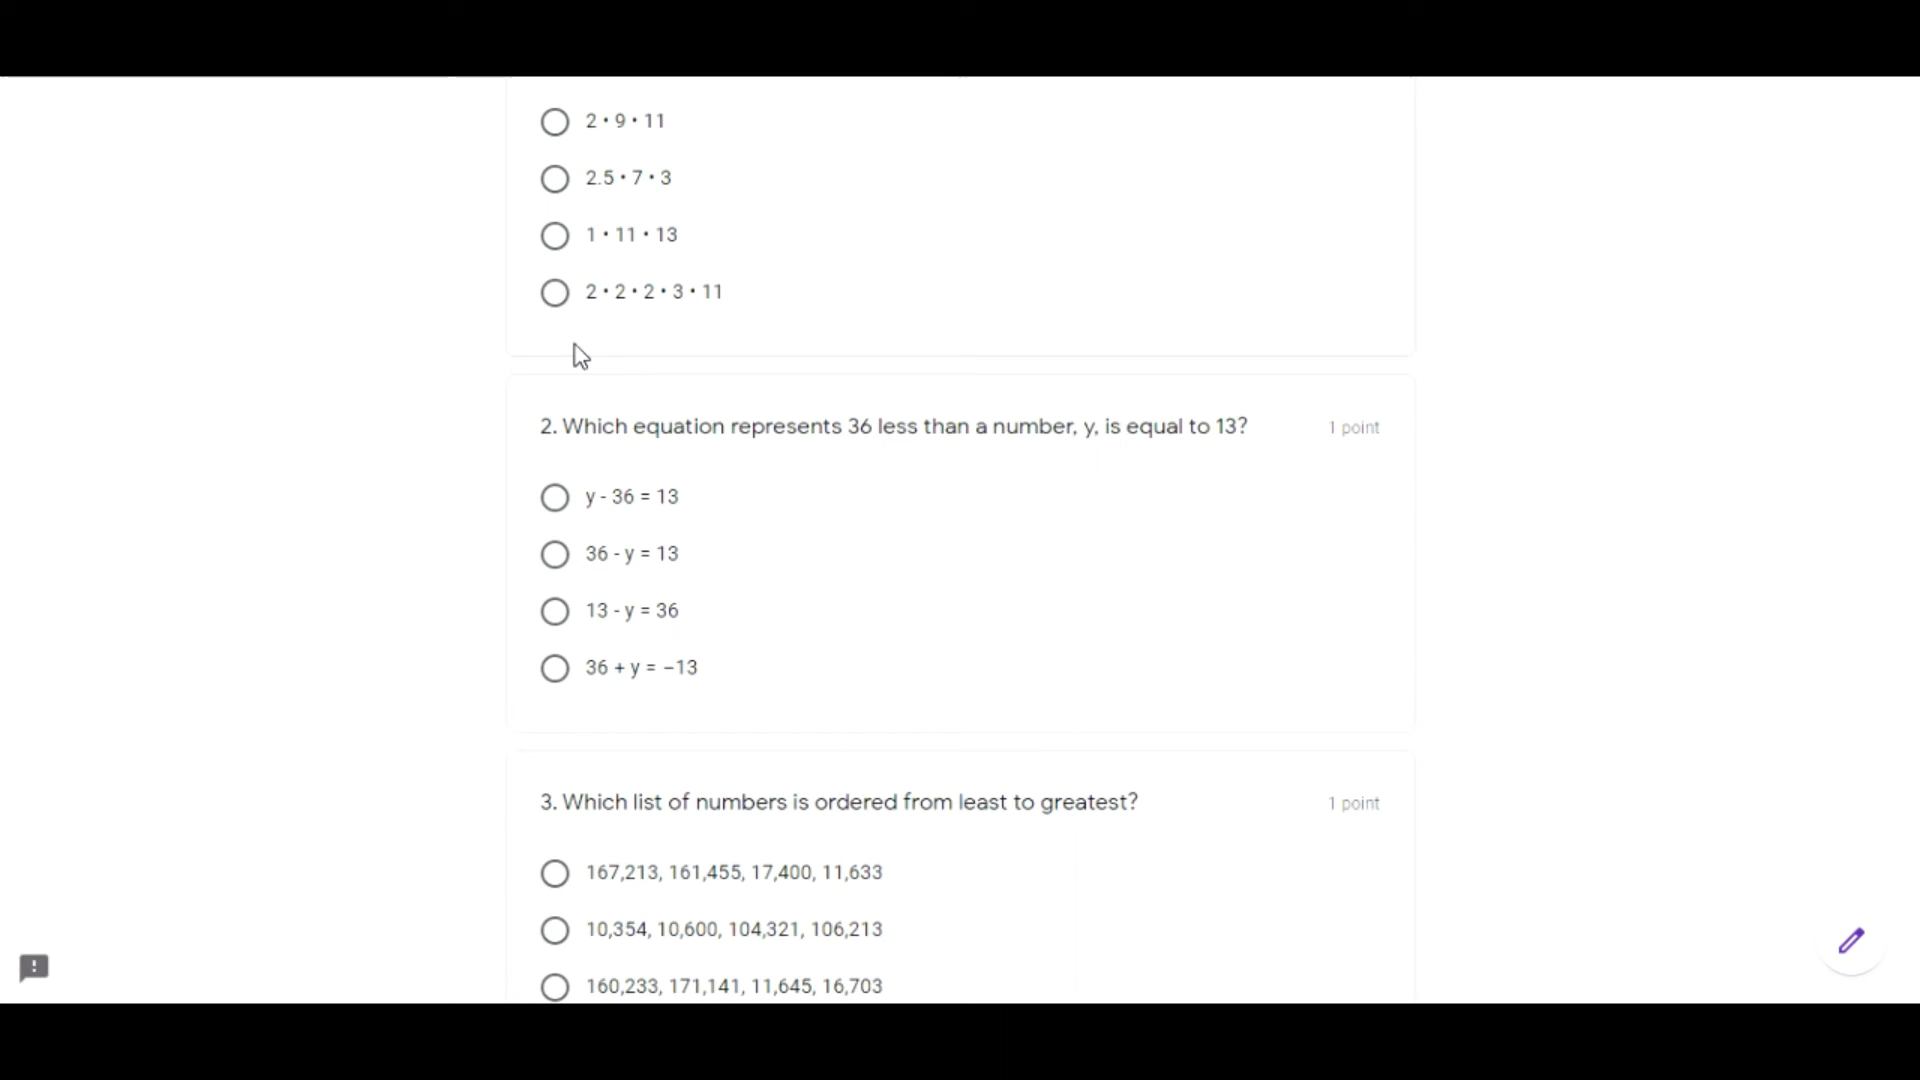 2 • 9 • 11
2.5 • 7 • 3
1 • 11 • 13
2 • 2 • 2 • 3 • 11
2. Which equation represents 36 less than a number, y, is equal to 13?
1 point
y - 36 = 13
36 - y = 13
13 - y = 36
36 + y = −13
3. Which list of numbers is ordered from least to greatest?
1 point
167,213, 161,455, 17,400, 11,633
10,354, 10,600, 104,321, 106,213
160,233, 171,141, 11,645, 16,703